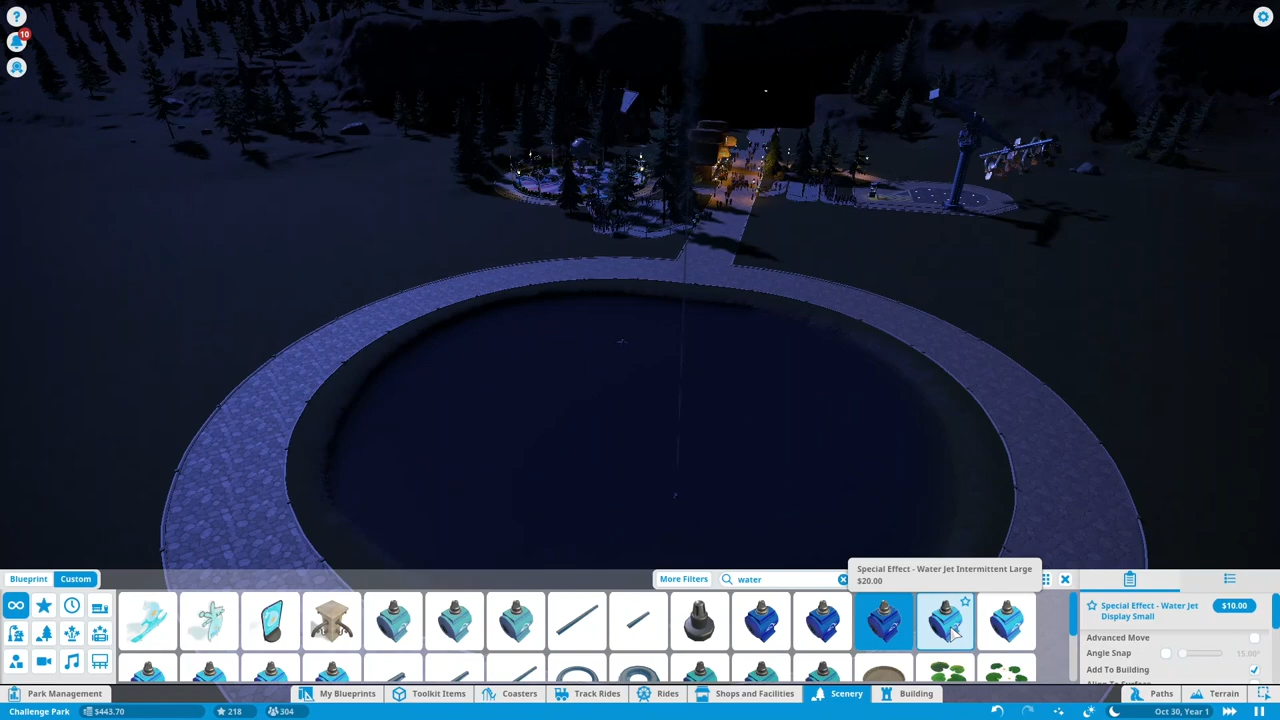 ?
10
Blueprint
Custom
More Filters
water
Special Effect - Water Jet Intermittent Large
$20.00
Special Effect - Water Jet
Display Small
$10.00
Advanced Move
Angle Snap
15.00°
Add To Building
Park Management
My Blueprints
Toolkit Items
Coasters
Track Rides
Rides
Shops and Facilities
Scenery
Building
Paths
Terrain
Challenge Park
$443.70
218
304
Oct 30, Year 1